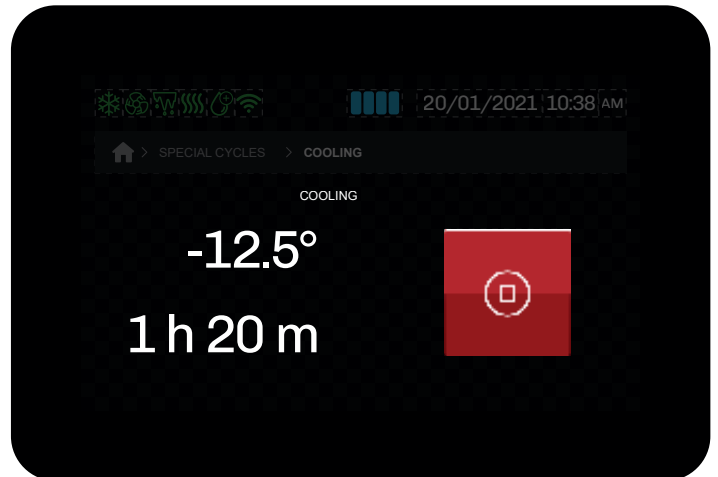 20/01/2021 10:38 AM
SPECIAL CYCLES > COOLING
COOLING
-12.5°
1 h 20 m